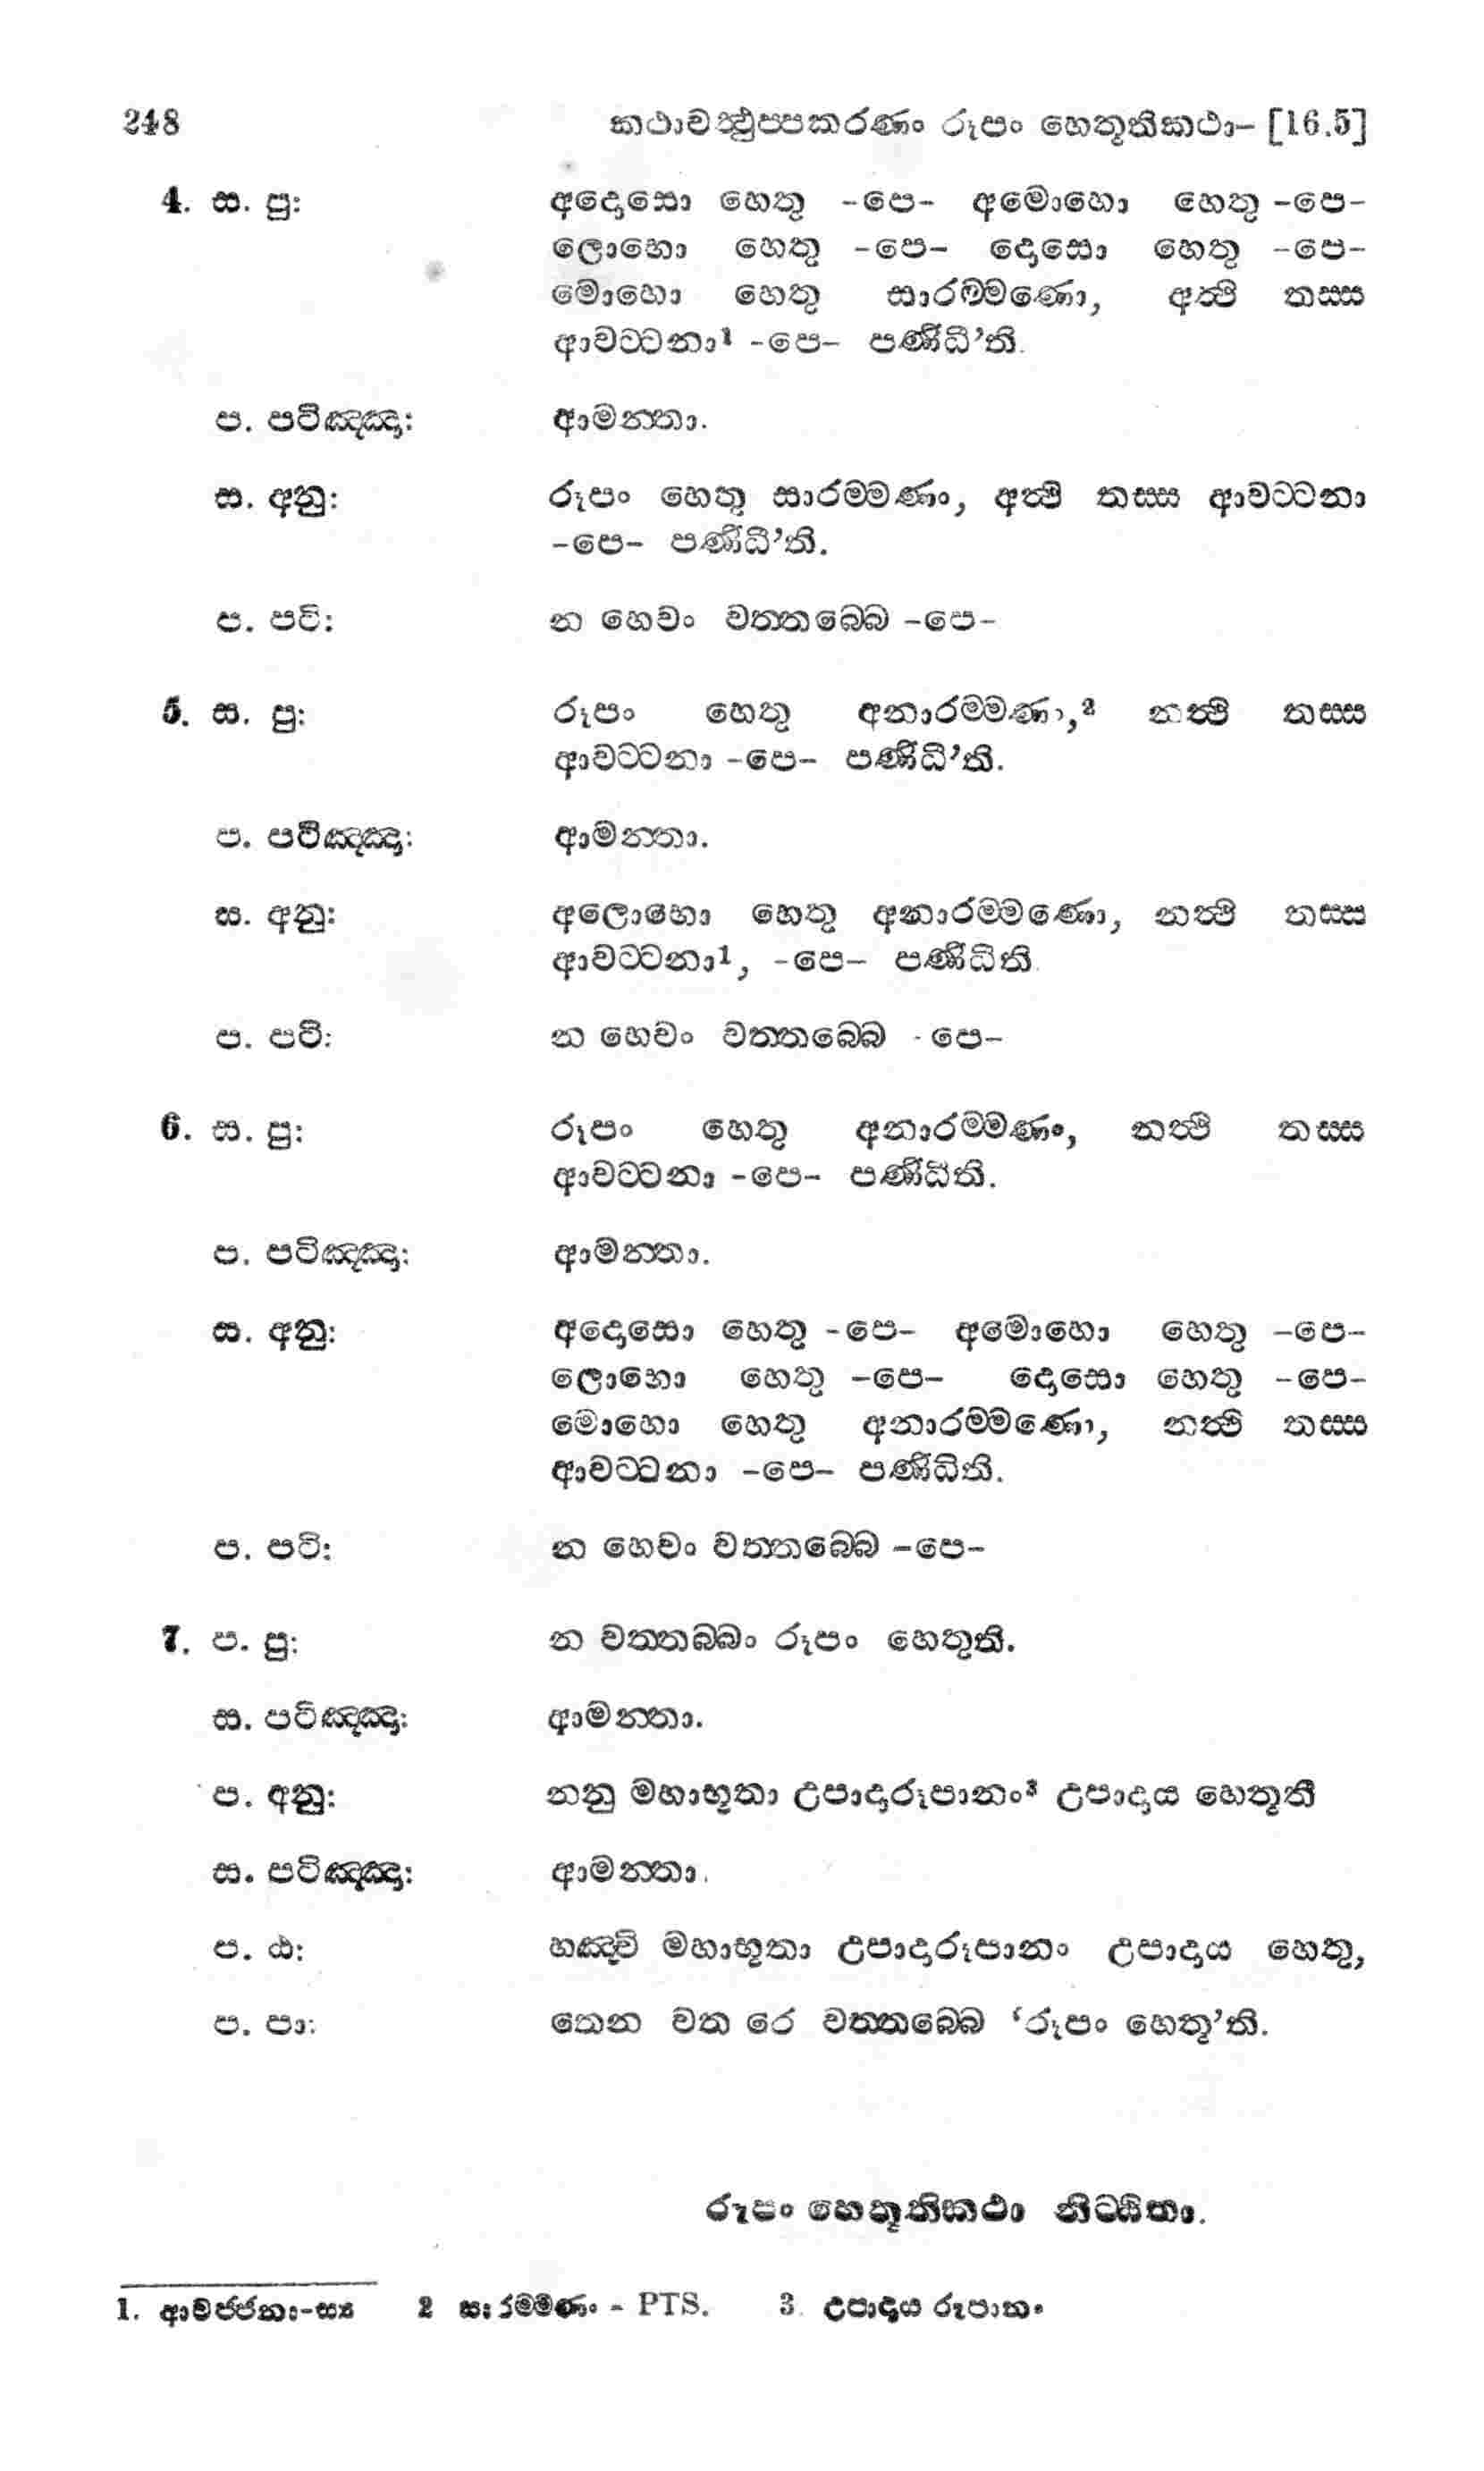 248 කථාවත්‍ථුප්පකරණං රූපං හෙතූතිකථා- [16.5]
4. ස. පු: අදොසො හෙතු -පෙ- අමොහො හෙතු -පෙ-
ලොභො හෙතු -පෙ- දොසො හෙතු -පෙ-
මොහො හෙතු සාරම්මණො, අත්‍ථි තස්ස
ආවට්ටනා1 -පෙ- පණිධී’ති.
ප. පටිඤ්ඤා: ආමන්තා.
ස. අනු: රූපං හෙතු සාරම්මණං, අත්‍ථි තස්ස ආවට්ටනා
-පෙ- පණිධී’ති.
ප. පටි: න හෙවං වත්තබ්බෙ -පෙ-
5. ස. පු: රූපං හෙතු අනාරම්මණා,2 නත්‍ථි තස්ස
ආවට්ටනා -පෙ- පණිධී’ති.
ප. පටිඤ්ඤා: ආමන්තා.
ස. අනු: අලොභො හෙතු අනාරම්මණො, නත්‍ථි තස්ස
ආවට්ටනා1, -පෙ- පණිධිති.
ප. පටි: න හෙවං වත්තබ්බෙ -පෙ-
6. ස. පු: රූපං හෙතු අනාරම්මණං, නත්‍ථි තස්ස
ආවට්ටනා -පෙ- පණිධිති.
ප. පටිඤ්ඤා: ආමන්තා.
ස. අනු: අදොසො හෙතු -පෙ- අමොහො හෙතු -පෙ-
ලොභො හෙතු -පෙ- දොසො හෙතු -පෙ-
මොහො හෙතු අනාරම්මණො, නත්‍ථි තස්ස
ආවට්ටනා -පෙ- පණිධිති.
ප. පටි: න හෙවං වත්තබ්බෙ -පෙ-
7. ප. පු: න වත්තබ්බං රූපං හෙතුති.
ස. පටිඤ්ඤා: ආමන්තා.
ප. අනු: නනු මහාභූතා උපාදාරූපානං3 උපාදාය හෙතූති
ස. පටිඤ්ඤා: ආමන්තා.
ප. ඨ: හඤ්චි මහාභූතා උපාදාරූපානං උපාදාය හෙතු,
ප. පා: තෙන වත රෙ වත්තබ්බෙ ‘රූපං හෙතූ’ති.
රූපං හෙතූතිකථා නිට්ඨිතා.
1. ආවජ්ජනා-ස්‍යා 2 සාරම්මණං - PTS. 3. උපාදාය රූපානං